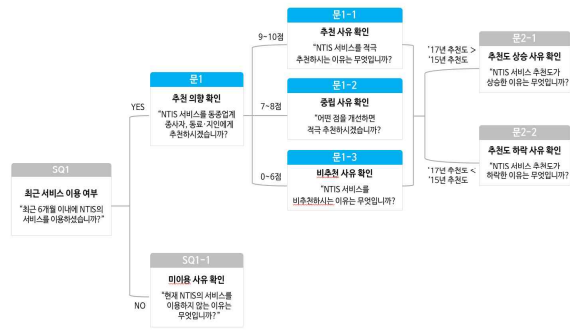 SQ1
최근 서비스 이용 여부
“최근 6개월 이내에 NTIS의
서비스를 이용하셨습니까?”
YES
NO
문1
추천 의향 확인
“NTIS 서비스를 동종업계
종사자, 동료·지인에게
추천하시겠습니까?
SQ1-1
미이용 사유 확인
“현재 NTIS의 서비스를
이용하지 않는 이유는
무엇입니까?”
9~10점
7~8점
0~6점
문1-1
추천 사유 확인
“NTIS 서비스를 적극
추천하시는 이유는 무엇입니까?
문1-2
중립 사유 확인
“어떤 점을 개선하면
적극 추천하시겠습니까?
문1-3
비추천 사유 확인
“NTIS 서비스를
비추천하시는 이유는 무엇입니까?
‘17년 추천도 >
‘15년 추천도
‘17년 추천도 <
‘15년 추천도
문2-1
추천도 상승 사유 확인
“NTIS 서비스 추천도가
상승한 이유는 무엇입니까?
문2-2
추천도 하락 사유 확인
“NTIS 서비스 추천도가
하락한 이유는 무엇입니까?